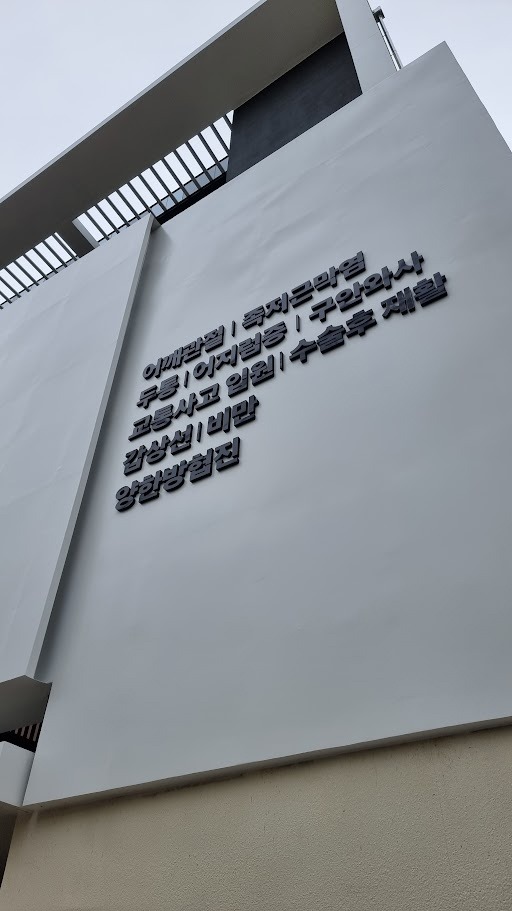 어깨관절 | 족저근막염
두통 | 어지럼증 | 구안와사
교통사고 입원 | 수술후 재활
갑상선 | 비만
양한방협진